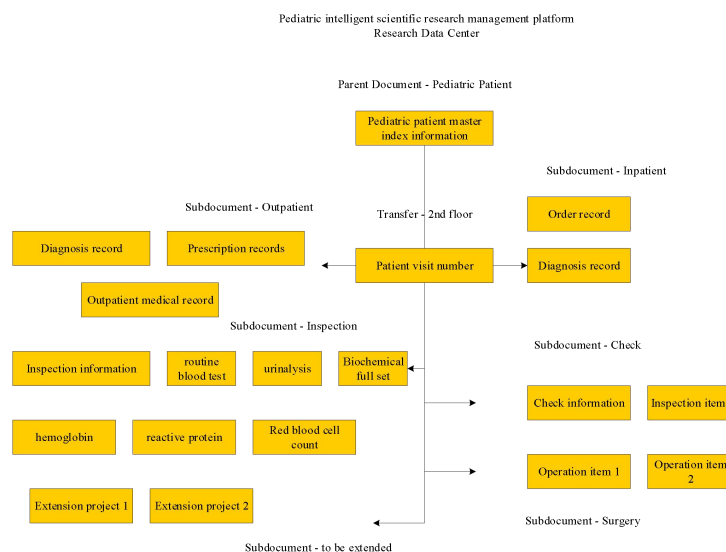 Pediatric intelligent scientific research management platform
Research Data Center
Parent Document - Pediatric Patient
Pediatric patient master
index information
Subdocument - Inpatient
Subdocument - Outpatient
Transfer - 2nd floor
Order record
Diagnosis record
Prescription records
Patient visit number
Diagnosis record
Outpatient medical record
Subdocument - Inspection
Subdocument - Check
Inspection information
routine
blood test
urinalysis
Biochemical
full set
Check information
Inspection item
hemoglobin
reactive protein
Red blood cell
count
Operation item 1
Operation item
2
Extension project 1
Extension project 2
Subdocument - Surgery
Subdocument - to be extended